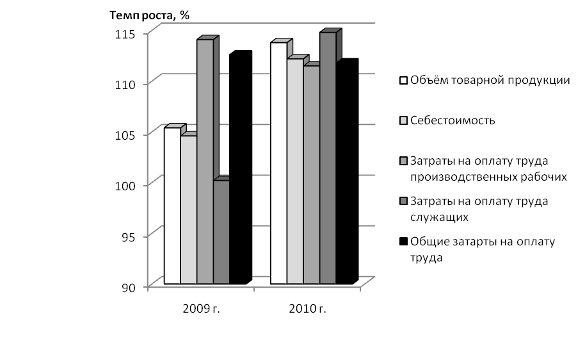 Темп роста, %
115
110
105
100
95
90
2009 г.
2010 г.
Объём товарной продукции
Себестоимость
Затраты на оплату труда
производственных рабочих
Затраты на оплату труда
служащих
Общие затарты на оплату
труда